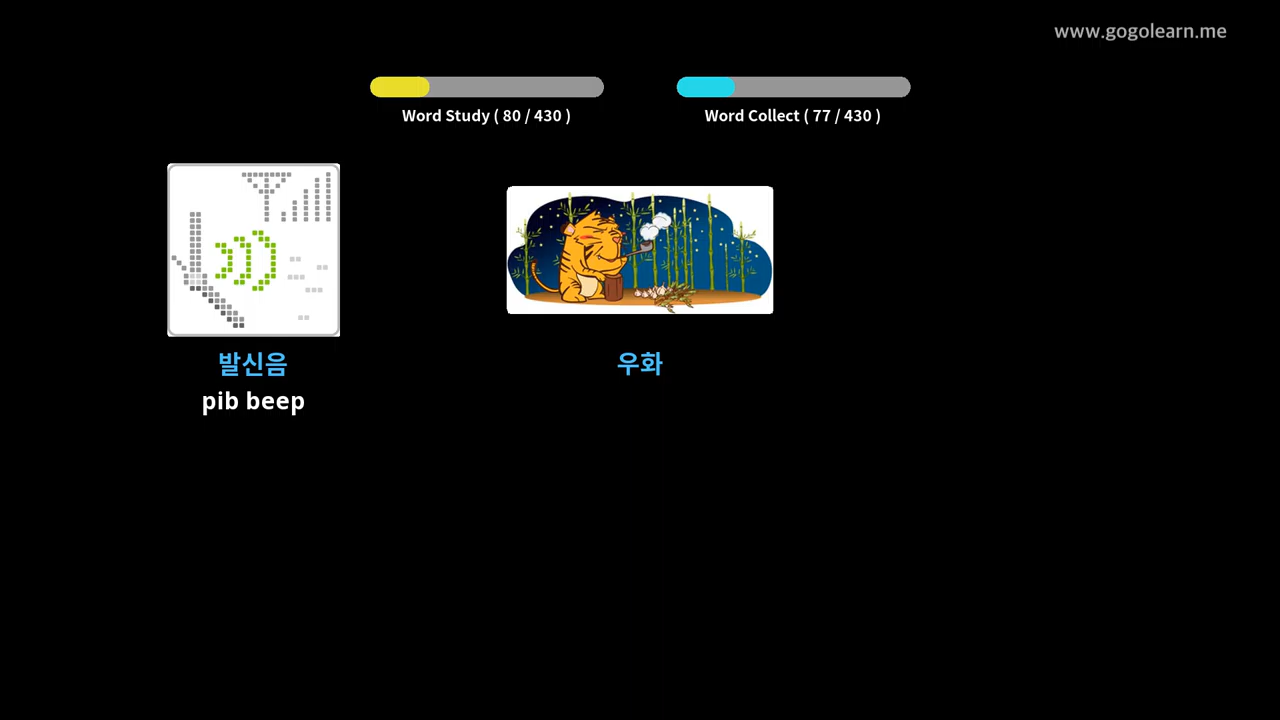 www.gogolearn.me
Word Study ( 80 / 430 )
Word Collect ( 77 / 430 )
발신음
pib beep
우화